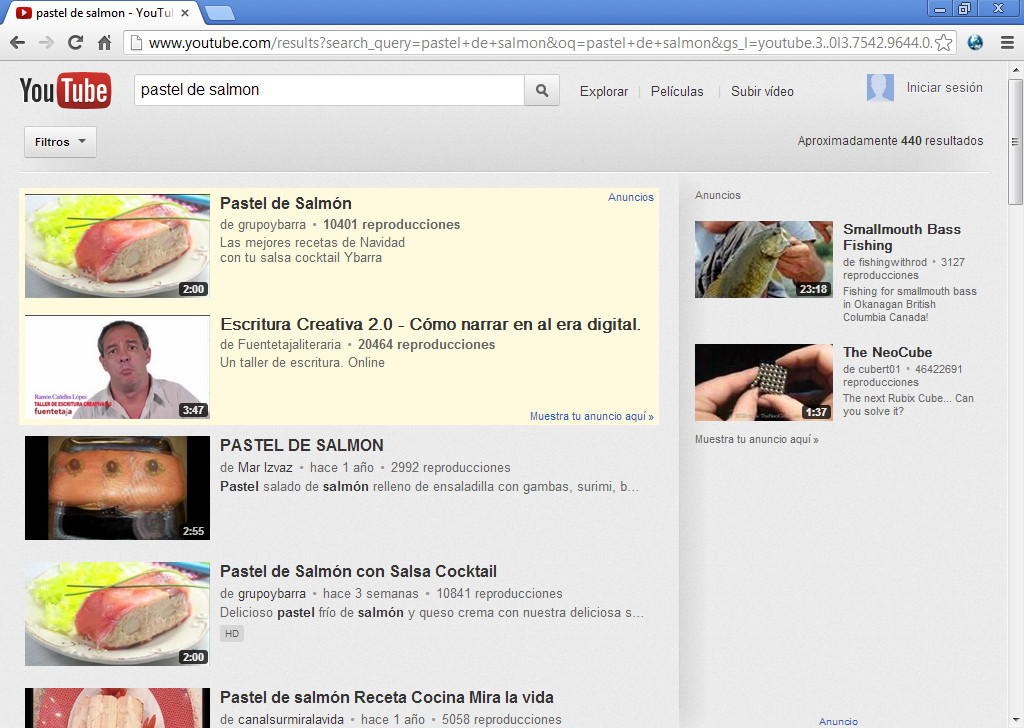 pastel de salmon - YouTu
www.youtube.com/results?search_query=pastel+de+salmon&oq=pastel+de+salmon&gs_l=youtube.3..0l3.7542.9644.0.
YouTube
pastel de salmon
Explorar
Películas
Subir vídeo
Iniciar sesión
Filtros
Aproximadamente 440 resultados
Anuncios
Pastel de Salmón
de grupoybarra • 10401 reproducciones
Las mejores recetas de Navidad
con tu salsa cocktail Ybarra
2:00
Escritura Creativa 2.0 - Cómo narrar en al era digital.
de Fuentetajaliteraria • 20464 reproducciones
Un taller de escritura. Online
Ramón Cañelles López
TALLER DE ESCRITURA CREATIVA
fuentetaja
3:47
Muestra tu anuncio aquí »
PASTEL DE SALMON
de Mar Izvaz • hace 1 año • 2992 reproducciones
Pastel salado de salmón relleno de ensaladilla con gambas, surimi, b...
2:55
Pastel de Salmón con Salsa Cocktail
de grupoybarra • hace 3 semanas • 10841 reproducciones
Delicioso pastel frío de salmón y queso crema con nuestra deliciosa s...
HD
2:00
Pastel de salmón Receta Cocina Mira la vida
de canalsurmiralavida • hace 1 año • 5058 reproducciones
Anuncios
Smallmouth Bass
Fishing
de fishingwithrod • 3127
reproducciones
Fishing for smallmouth bass
in Okanagan British
Columbia Canada!
23:18
The NeoCube
de cubert01 • 46422691
reproducciones
The next Rubix Cube... Can
you solve it?
1:37
Muestra tu anuncio aquí »
Anuncio